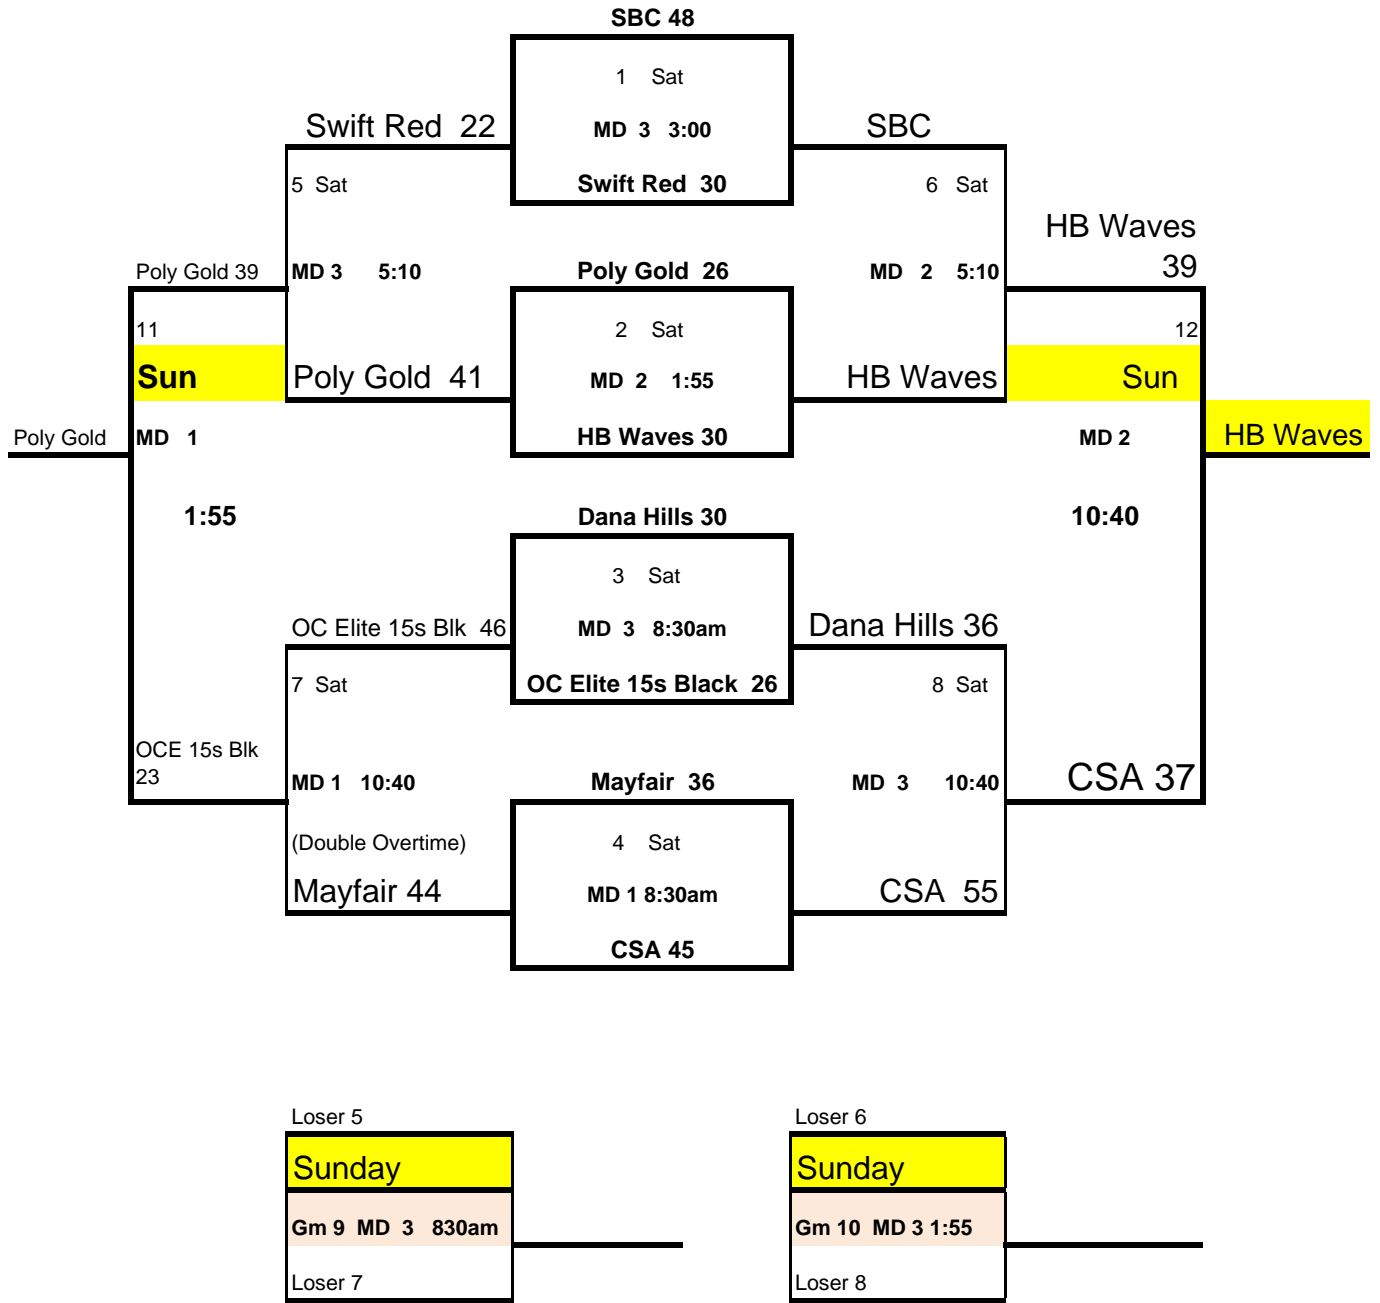 SBC 48
1 Sat
Swift Red 22
MD 3 3:00
SBC
5 Sat
Swift Red 30
6 Sat
HB Waves
39
Poly Gold 39
MD 3 5:10
Poly Gold 26
MD 2 5:10
11
2 Sat
12
Sun
Poly Gold 41
MD 2 1:55
HB Waves
Sun
Poly Gold
MD 1
HB Waves 30
MD 2
HB Waves
1:55
Dana Hills 30
10:40
3 Sat
OC Elite 15s Blk 46
MD 3 8:30am
Dana Hills 36
7 Sat
OC Elite 15s Black 26
8 Sat
OCE 15s Blk
23
MD 1 10:40
Mayfair 36
MD 3 10:40
CSA 37
(Double Overtime)
4 Sat
Mayfair 44
MD 1 8:30am
CSA 55
CSA 45
Loser 5
Loser 6
Sunday
Sunday
Gm 9 MD 3 830am
Gm 10 MD 3 1:55
Loser 7
Loser 8